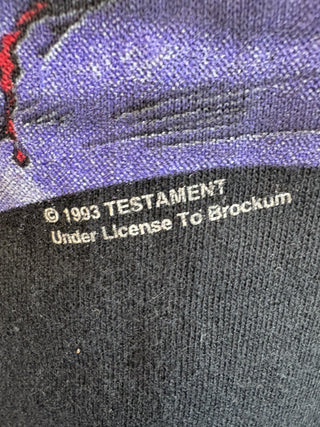 © 1993 TESTAMENT
Under License To Brockum